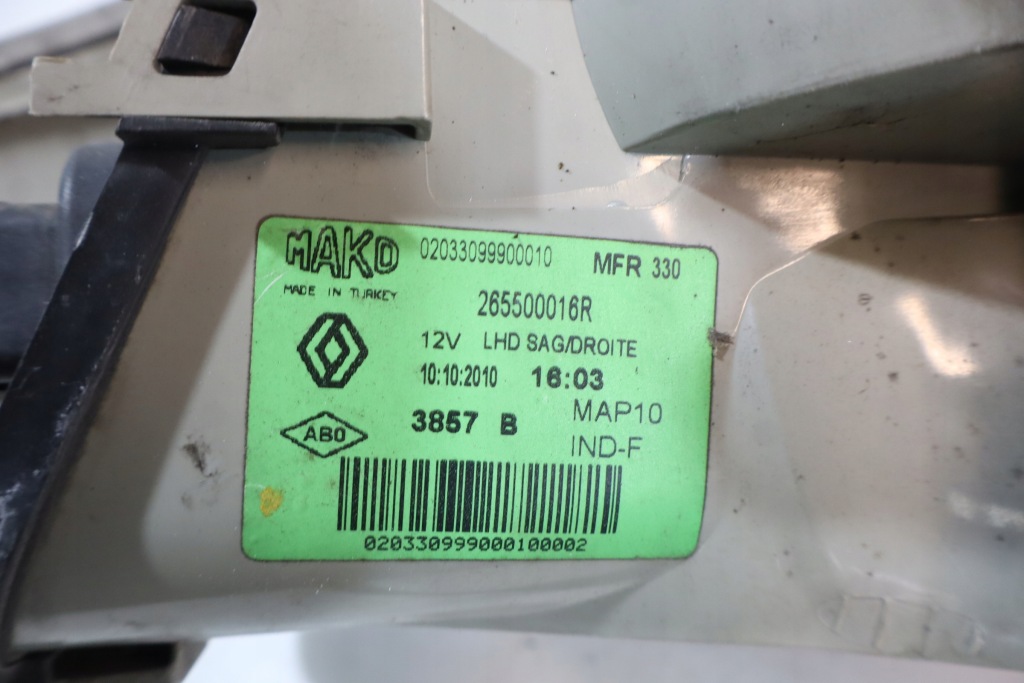 MAKO 02033099900010 MFR 330
MADE IN TURKEY
265500016R
12V LHD SAG/DROITE
10:10:2010 16:03
3857 B MAP10
ABO
IND-F
020330999000100002